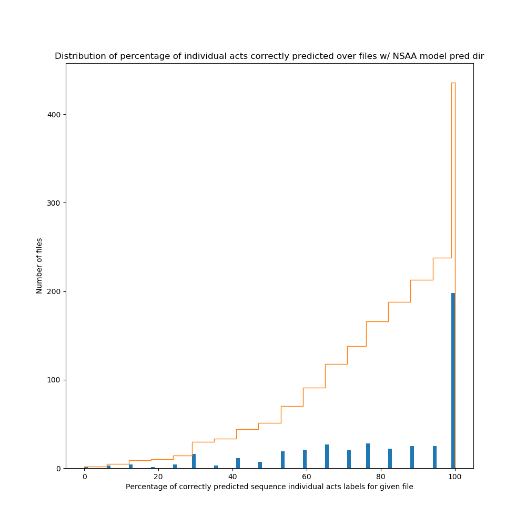 Distribution of percentage of individual acts correctly predicted over files w/ NSAA model pred dir
400
300
200
100
0
Number of files
0 20 40 60 80 100
Percentage of correctly predicted sequence individual acts labels for given file